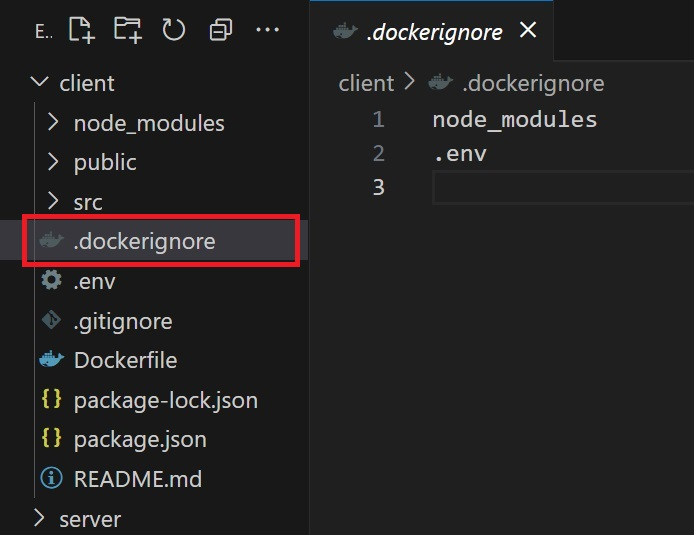 E..
client
node_modules
public
src
.dockerignore
.env
.gitignore
Dockerfile
{} package-lock.json
{} package.json
README.md
server
.dockerignore
client > .dockerignore
1 node_modules
2 .env
3